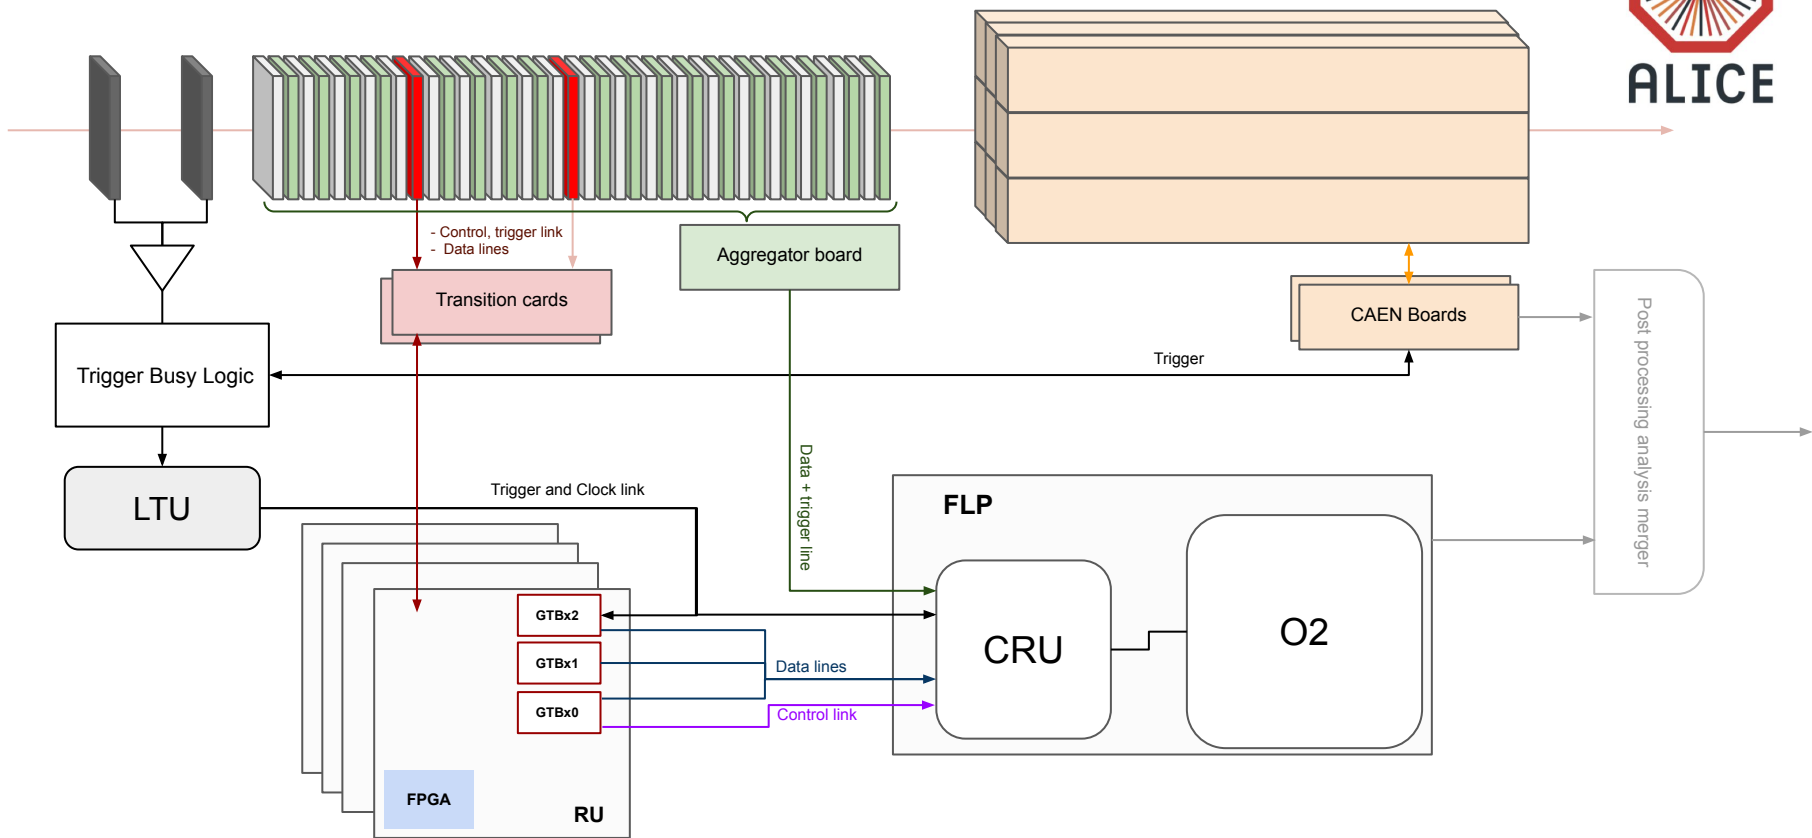 ALICE
- Control, trigger link
- Data lines
Aggregator board
Transition cards
CAEN Boards
Post processing analysis merger
Trigger
Trigger Busy Logic
Data + trigger line
LTU
Trigger and Clock link
FLP
GTBx2
GTBx1
GTBx0
Data lines
Control link
CRU
O2
FPGA
RU